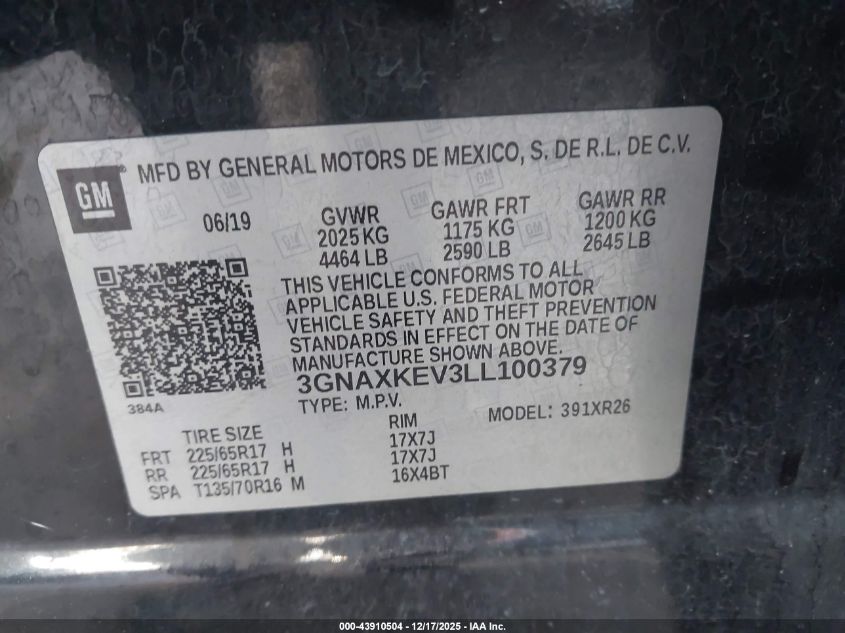 GM
MFD BY GENERAL MOTORS DE MEXICO, S. DE R.L. DE C.V.
06/19
GVWR
2025 KG
4464 LB
GAWR FRT
1175 KG
2590 LB
GAWR RR
1200 KG
2645 LB
THIS VEHICLE CONFORMS TO ALL
APPLICABLE U.S. FEDERAL MOTOR
VEHICLE SAFETY AND THEFT PREVENTION
STANDARDS IN EFFECT ON THE DATE OF
MANUFACTURE SHOWN ABOVE.
3GNAXKEV3LL100379
384A
TYPE: M.P.V.
MODEL: 391XR26
TIRE SIZE RIM
FRT 225/65R17 H 17X7J
RR 225/65R17 H 17X7J
SPA T135/70R16 M 16X4BT
000-43910504 - 12/17/2025 - IAA Inc.